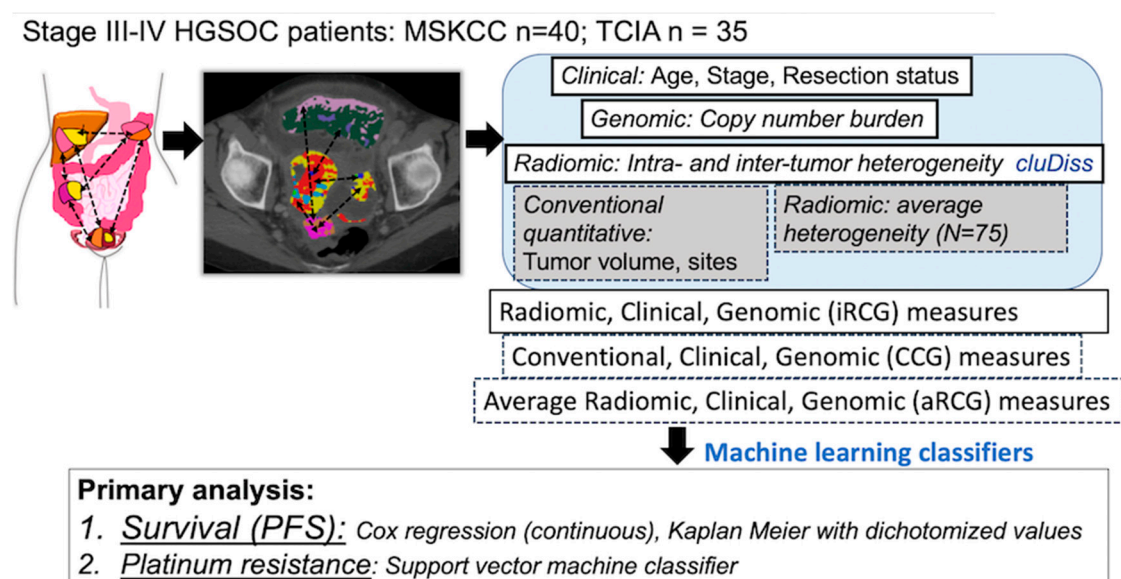 Stage III-IV HGSOC patients: MSKCC n=40; TCIA n = 35
Clinical: Age, Stage, Resection status
Genomic: Copy number burden
Radiomic: Intra- and inter-tumor heterogeneity cluDiss
Conventional
quantitative:
Tumor volume, sites
Radiomic: average
heterogeneity (N=75)
Radiomic, Clinical, Genomic (iRCG) measures
Conventional, Clinical, Genomic (CCG) measures
Average Radiomic, Clinical, Genomic (aRCG) measures
Machine learning classifiers
Primary analysis:
1. Survival (PFS): Cox regression (continuous), Kaplan Meier with dichotomized values
2. Platinum resistance: Support vector machine classifier